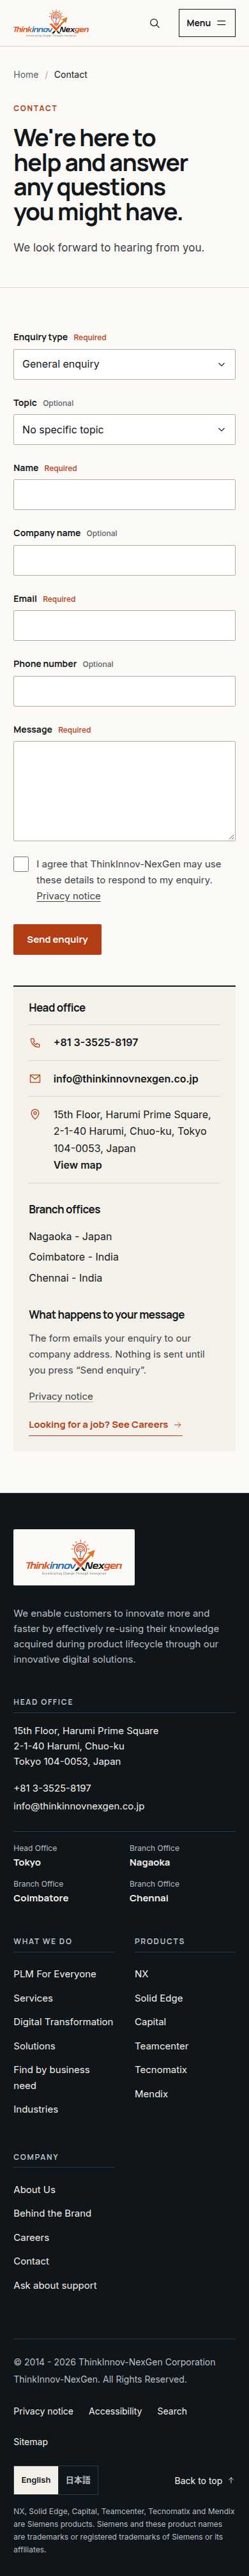 ThinkinnovNexgen
Menu
Home / Contact
CONTACT
We're here to
help and answer
any questions
you might have.
We look forward to hearing from you.
Enquiry type Required
General enquiry
Topic Optional
No specific topic
Name Required
Company name Optional
Email Required
Phone number Optional
Message Required
I agree that ThinkInnov-NexGen may use
these details to respond to my enquiry.
Privacy notice
Send enquiry
Head office
+81 3-3525-8197
info@thinkinnovnexgen.co.jp
15th Floor, Harumi Prime Square,
2-1-40 Harumi, Chuo-ku, Tokyo
104-0053, Japan
View map
Branch offices
Nagaoka - Japan
Coimbatore - India
Chennai - India
What happens to your message
The form emails your enquiry to our
company address. Nothing is sent until
you press “Send enquiry”.
Privacy notice
Looking for a job? See Careers →
ThinkinnovNexgen
We enable customers to innovate more and
faster by effectively re-using their knowledge
acquired during product lifecycle through our
innovative digital solutions.
HEAD OFFICE
15th Floor, Harumi Prime Square
2-1-40 Harumi, Chuo-ku
Tokyo 104-0053, Japan
+81 3-3525-8197
info@thinkinnovnexgen.co.jp
Head Office
Tokyo
Branch Office
Nagaoka
Branch Office
Coimbatore
Branch Office
Chennai
WHAT WE DO
PLM For Everyone
Services
Digital Transformation
Solutions
Find by business
need
Industries
PRODUCTS
NX
Solid Edge
Capital
Teamcenter
Tecnomatix
Mendix
COMPANY
About Us
Behind the Brand
Careers
Contact
Ask about support
© 2014 - 2026 ThinkInnov-NexGen Corporation
ThinkInnov-NexGen. All Rights Reserved.
Privacy notice Accessibility Search
Sitemap
English 日本語
Back to top ↑
NX, Solid Edge, Capital, Teamcenter, Tecnomatix and Mendix
are Siemens products. Siemens and these product names
are trademarks or registered trademarks of Siemens or its
affiliates.